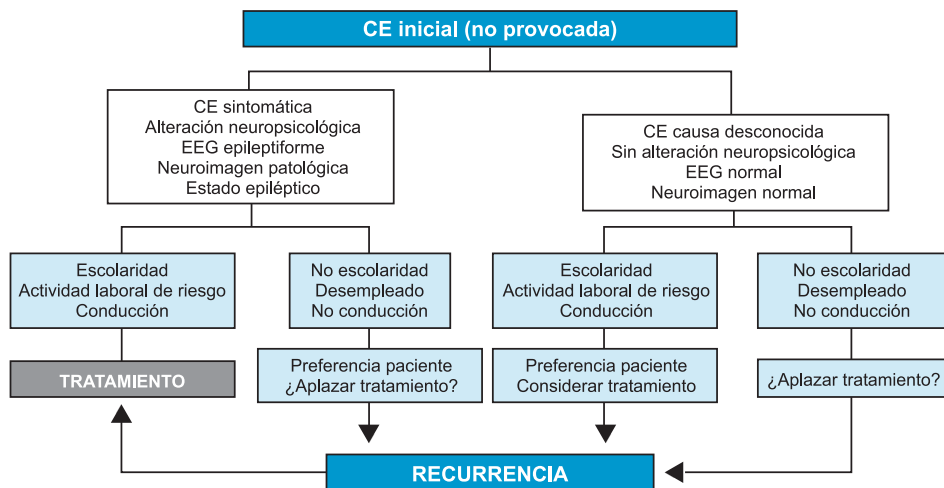 CE inicial (no provocada)
CE sintomática
Alteración neuropsicológica
EEG epileptiforme
Neuroimagen patológica
Estado epiléptico
CE causa desconocida
Sin alteración neuropsicológica
EEG normal
Neuroimagen normal
Escolaridad
Actividad laboral de riesgo
Conducción
No escolaridad
Desempleado
No conducción
Escolaridad
Actividad laboral de riesgo
Conducción
No escolaridad
Desempleado
No conducción
TRATAMIENTO
Preferencia paciente
¿Aplazar tratamiento?
Preferencia paciente
Considerar tratamiento
¿Aplazar tratamiento?
RECURRENCIA